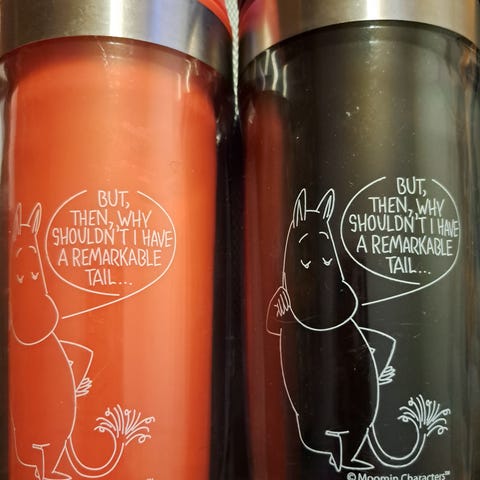 BUT,
THEN, WHY
SHOULDN'T I HAVE
A REMARKABLE
TAIL...
BUT,
THEN, WHY
SHOULDN'T I HAVE
A REMARKABLE
TAIL...
© Moomin Characters™